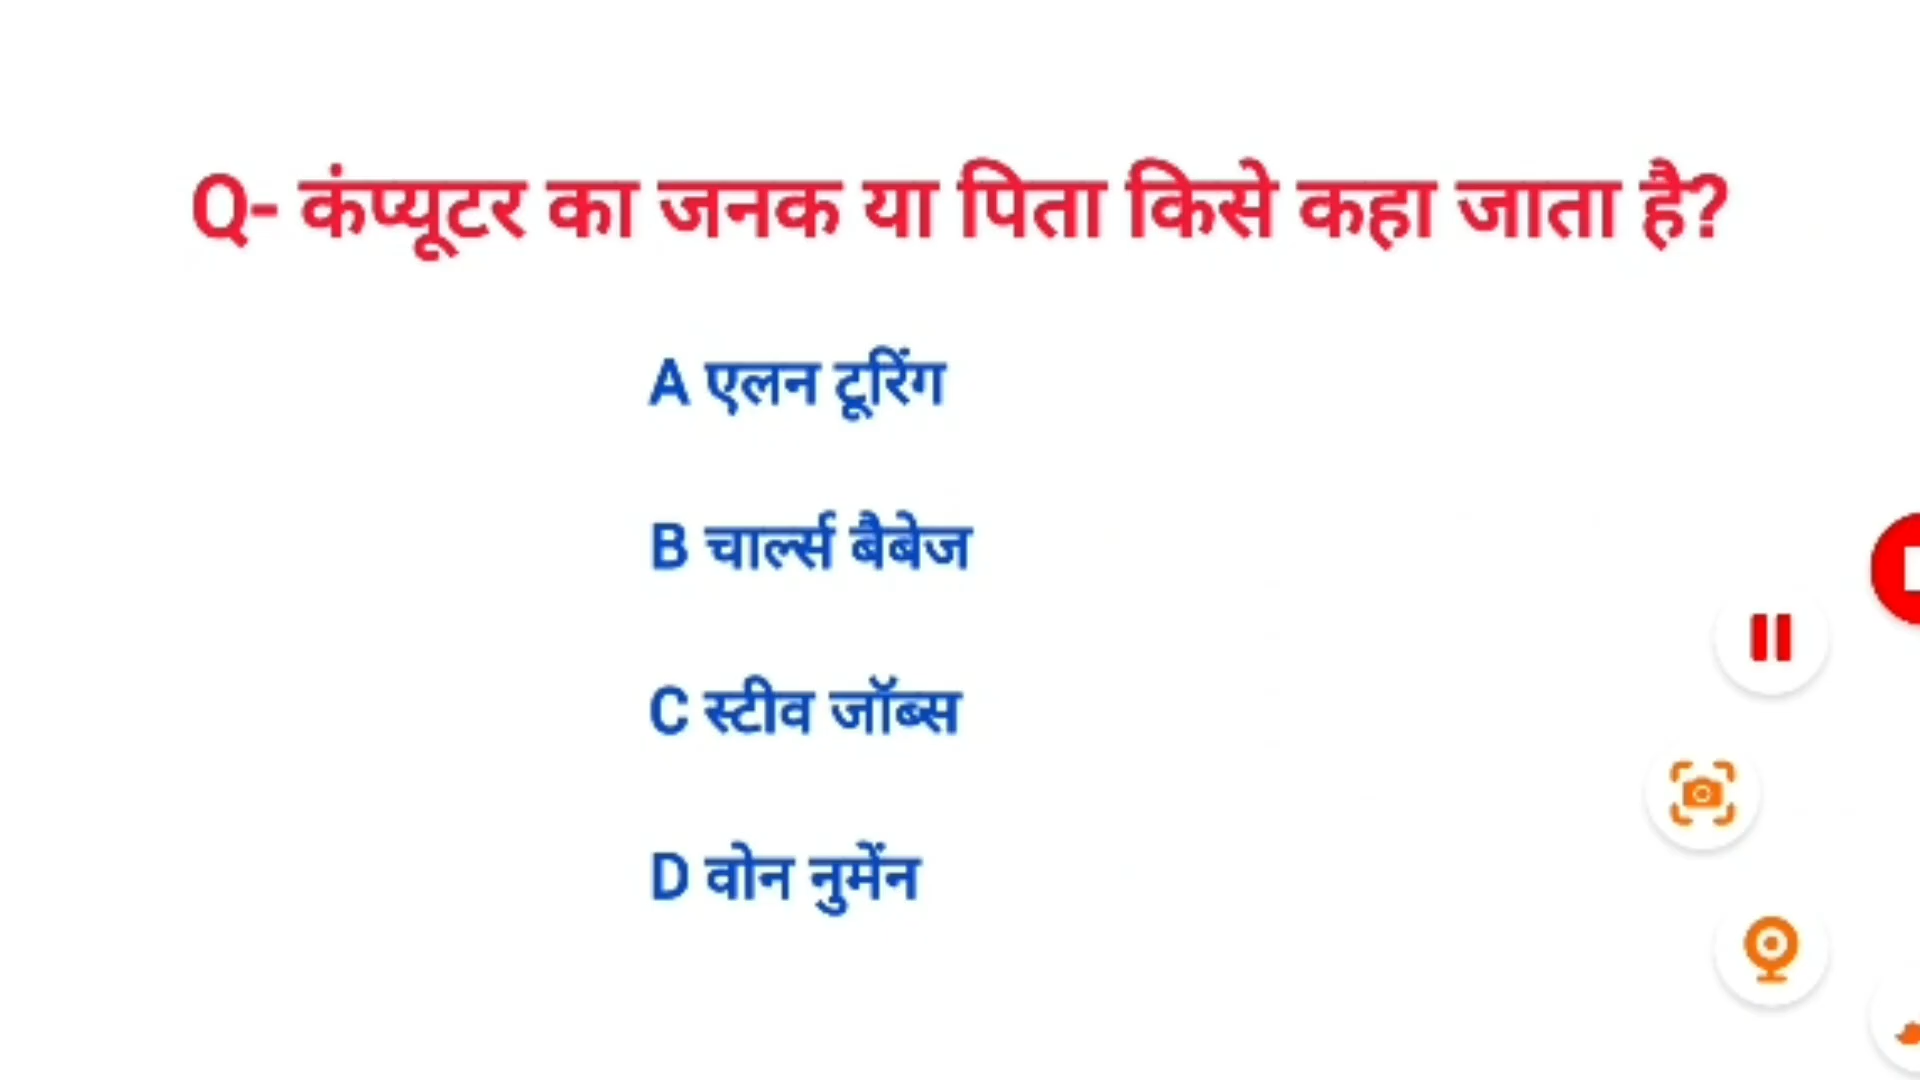 Q- कंप्यूटर का जनक या पिता किसे कहा जाता है?
A एलन टूरिंग
B चार्ल्स बैबेज
C स्टीव जॉब्स
D वोन नुमेंन